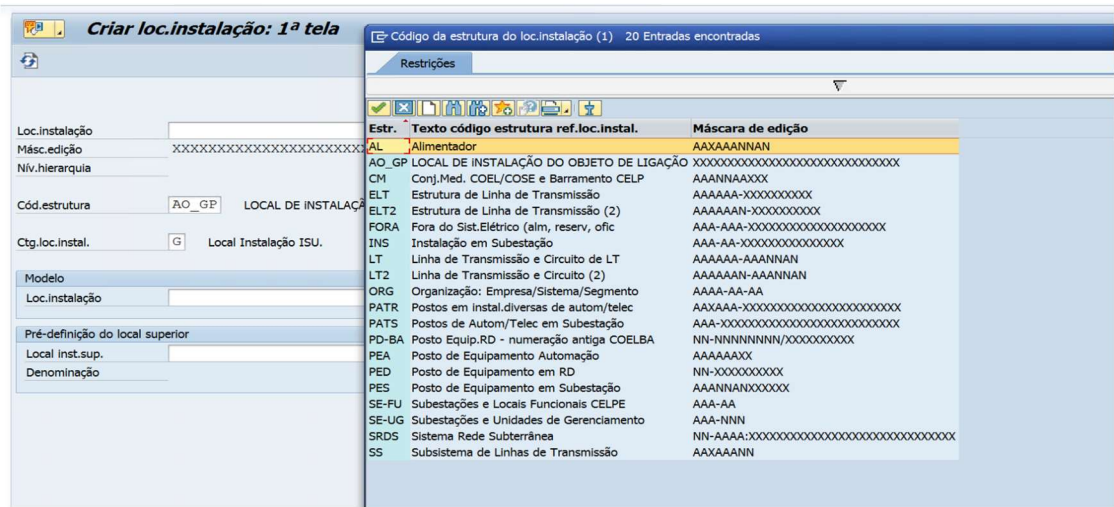 Criar loc.instalação: 1ª tela
Loc.instalação
Másc.edição XXXXXXXXXXXXXXXXXXXXXX
Nív.hierarquia
Cód.estrutura AO_GP LOCAL DE INSTALAÇÃ
Ctg.loc.instal. G Local Instalação ISU.
Modelo
Loc.instalação
Pré-definição do local superior
Local inst.sup.
Denominação
Código da estrutura do loc.instalação (1) 20 Entradas encontradas
Restrições
Estr. Texto código estrutura ref.loc.instal. Máscara de edição
AL Alimentador AAXAAANNAN
AO_GP LOCAL DE INSTALAÇÃO DO OBJETO DE LIGAÇÃO XXXXXXXXXXXXXXXXXXXXXXXXXXXXXX
CM Conj.Med. COEL/COSE e Barramento CELP AAANNAAXXX
ELT Estrutura de Linha de Transmissão AAAAAA-XXXXXXXXXX
ELT2 Estrutura de Linha de Transmissão (2) AAAAAAN-XXXXXXXXXX
FORA Fora do Sist.Elétrico (alm, reserv, ofic AAA-AAA-XXXXXXXXXXXXXXXXXXXX
INS Instalação em Subestação AAA-AA-XXXXXXXXXXXXXXX
LT Linha de Transmissão e Circuito de LT AAAAAA-AAANNAN
LT2 Linha de Transmissão e Circuito (2) AAAAAAN-AAANNAN
ORG Organização: Empresa/Sistema/Segmento AAAA-AA-AA
PATR Postos em instal.diversas de autom/telec AAXAAA-XXXXXXXXXXXXXXXXXXXXXXX
PATS Postos de Autom/Telec em Subestação AAA-XXXXXXXXXXXXXXXXXXXXXXXXXX
PD-BA Posto Equip.RD - numeração antiga COELBA NN-NNNNNNNN/XXXXXXXXXX
PEA Posto de Equipamento Automação AAAAAAXX
PED Posto de Equipamento em RD NN-XXXXXXXXXX
PES Posto de Equipamento em Subestação AAANNANXXXXXX
SE-FU Subestações e Locais Funcionais CELPE AAA-AA
SE-UG Subestações e Unidades de Gerenciamento AAA-NNN
SRDS Sistema Rede Subterrânea NN-AAAA:XXXXXXXXXXXXXXXXXXXXXXXXXXXXXX
SS Subsistema de Linhas de Transmissão AAXAAANN